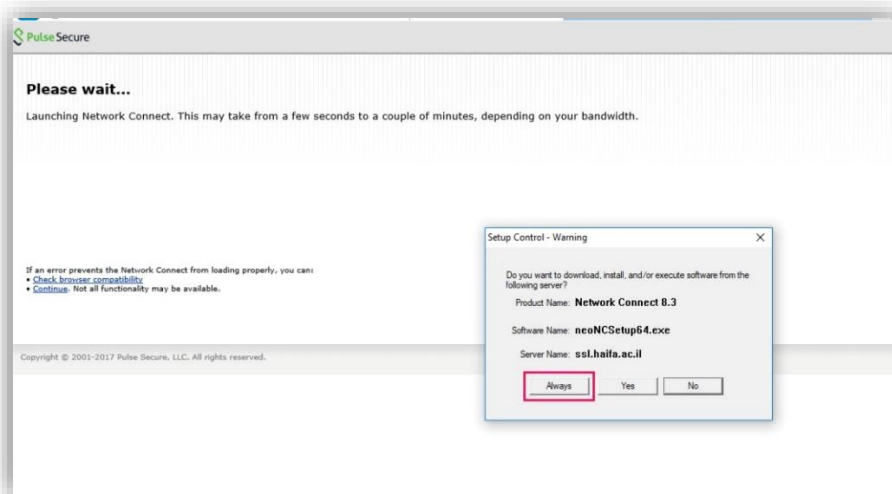 Pulse Secure
Please wait...
Launching Network Connect. This may take from a few seconds to a couple of minutes, depending on your bandwidth.
If an error prevents the Network Connect from loading properly, you can:
• Check browser compatibility
• Continue. Not all functionality may be available.
Copyright © 2001-2017 Pulse Secure, LLC. All rights reserved.
Setup Control - Warning
Do you want to download, install, and/or execute software from the
following server?
Product Name: Network Connect 8.3
Software Name: neoNCSetup64.exe
Server Name: ssl.haifa.ac.il
Always Yes No